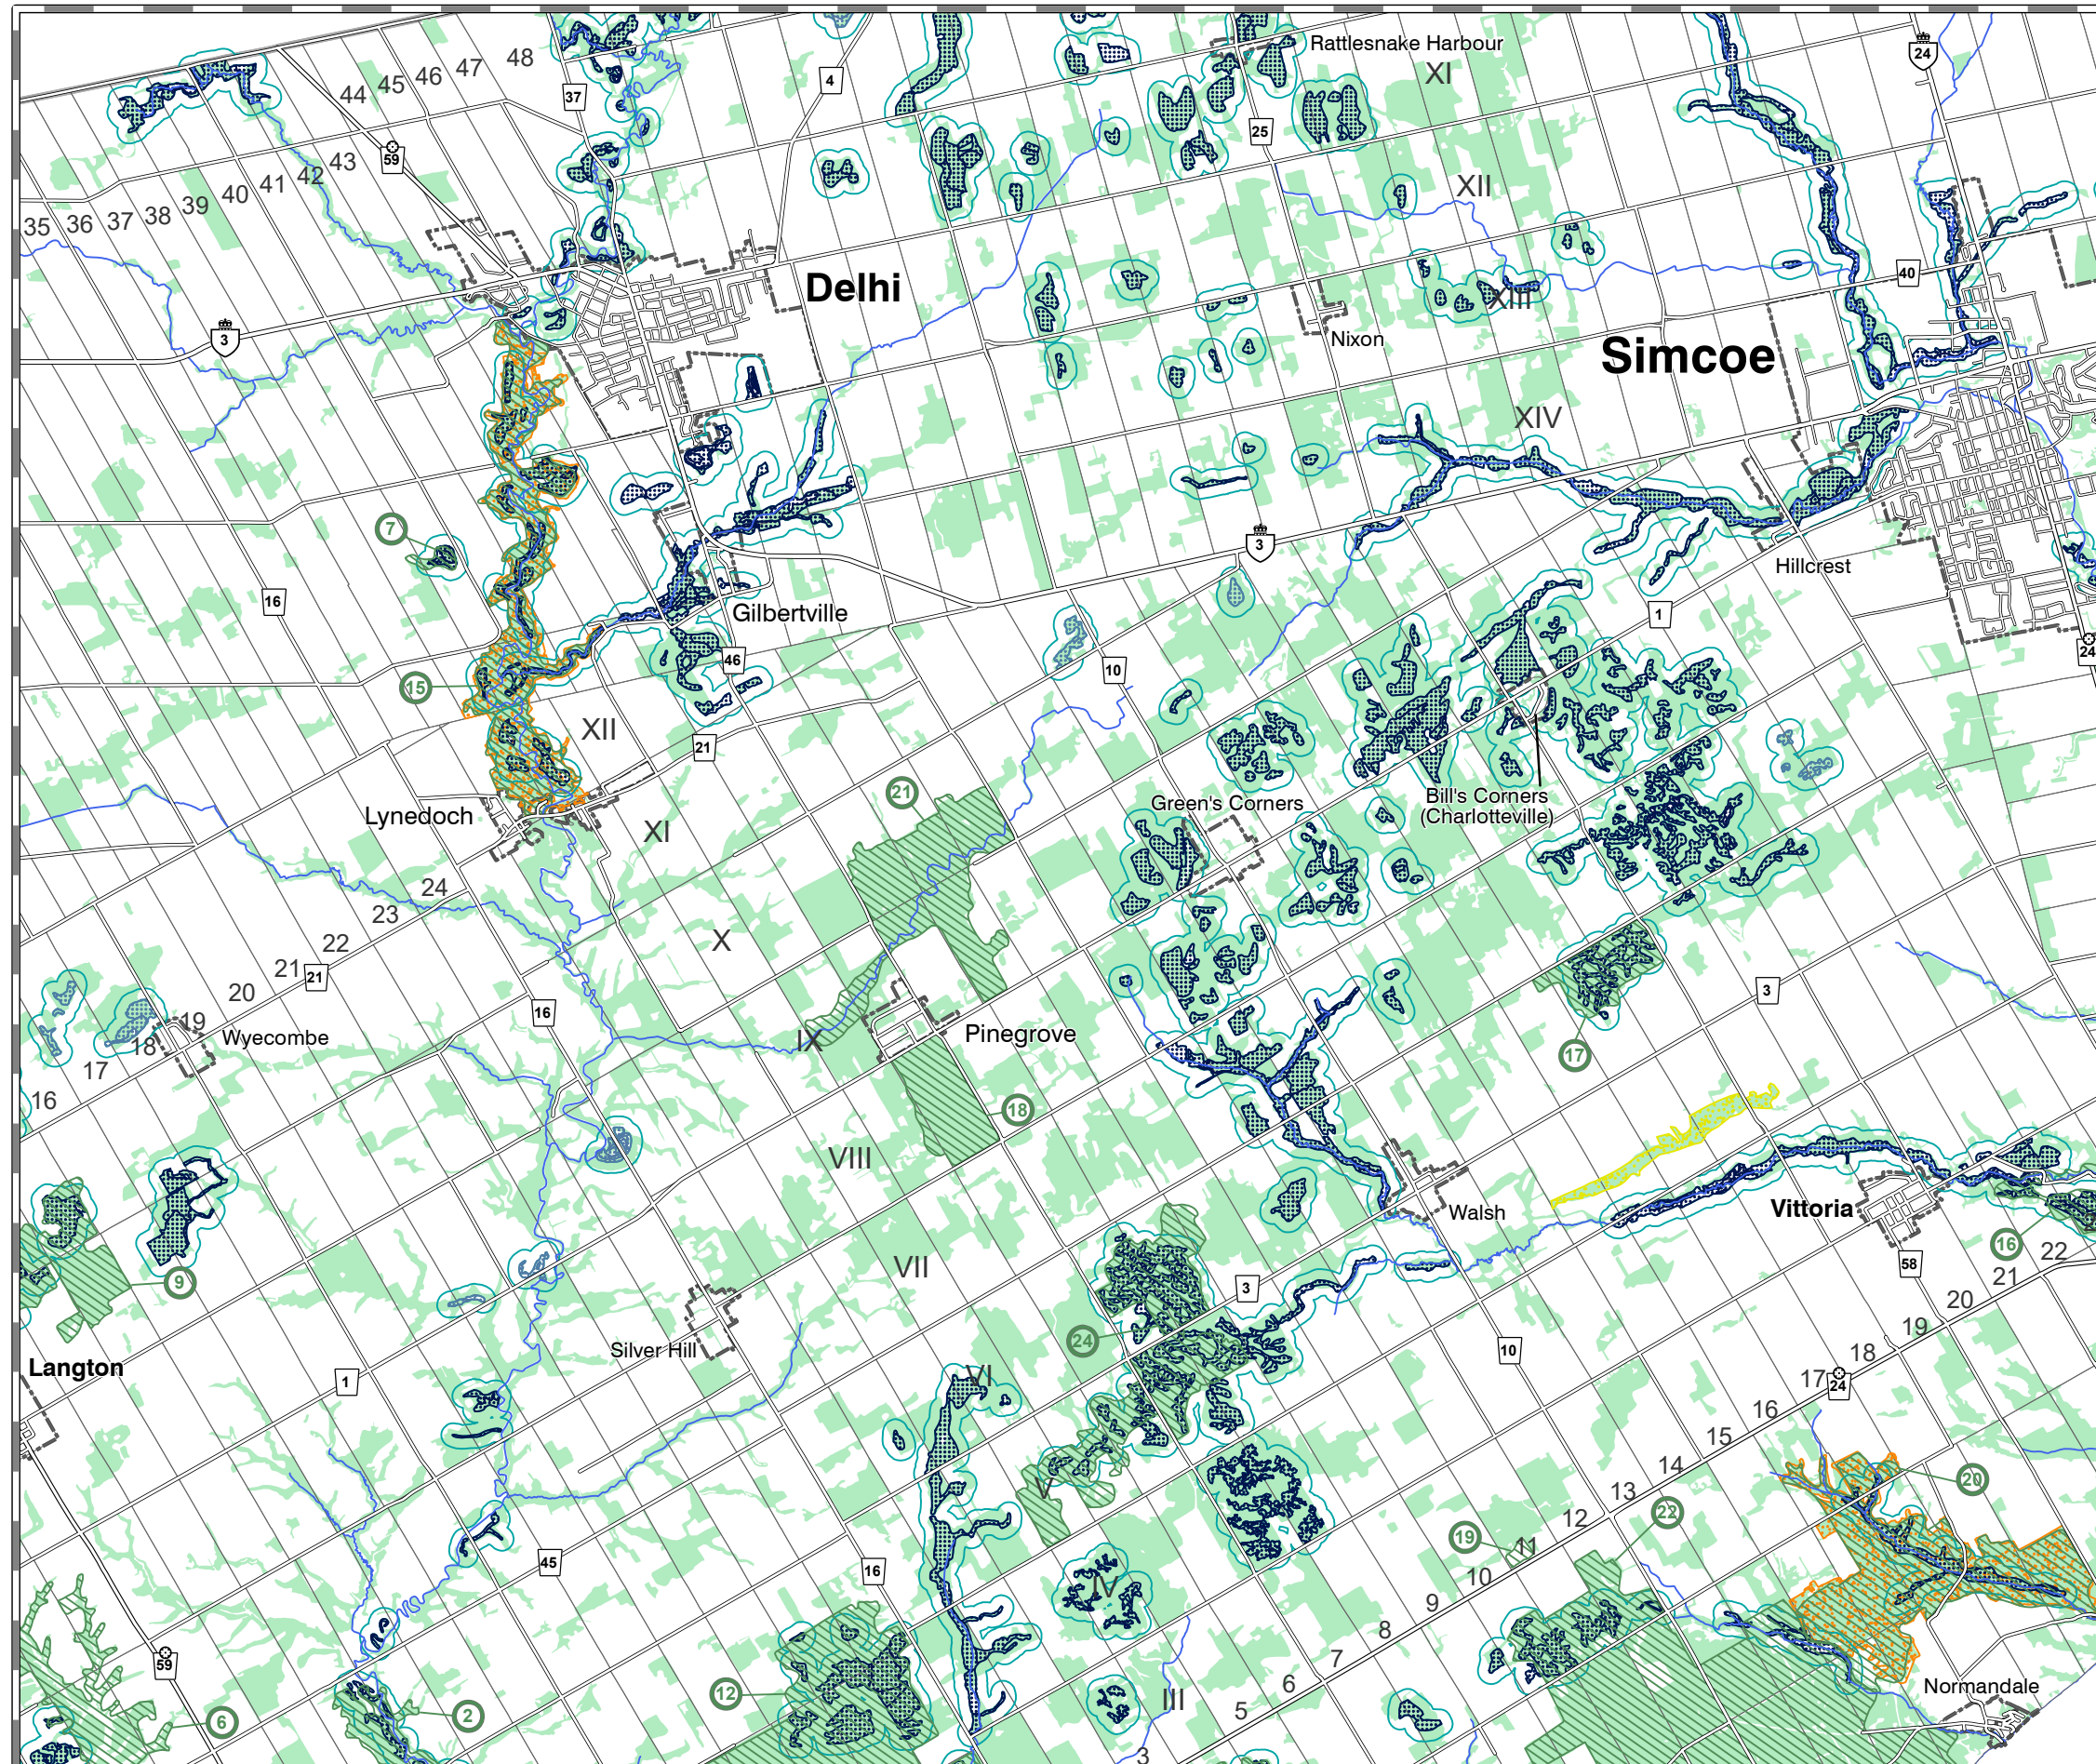 Rattlesnake Harbour
XI
48
47
46
45
44
37
4
25
24
59
43
42
41
40
39
38
37
36
35
XII
Delhi
XIII
40
3
Nixon
Simcoe
XIV
7
3
Hillcrest
16
Gilbertville
1
46
10
24
15
XII
21
21
Lynedoch
XI
Green's Corners
Bill's Corners
(Charlotteville)
24
23
22
21
21
20
19
18
17
16
X
16
Wyecombe
IX
Pinegrove
3
17
18
VIII
Walsh
Vittoria
16
22
58
21
20
19
18
24
17
16
15
14
13
12
11
10
9
8
7
6
5
3
9
VII
3
24
Silver Hill
10
Langton
1
VI
V
20
22
19
45
16
IV
59
12
III
6
2
Normandale